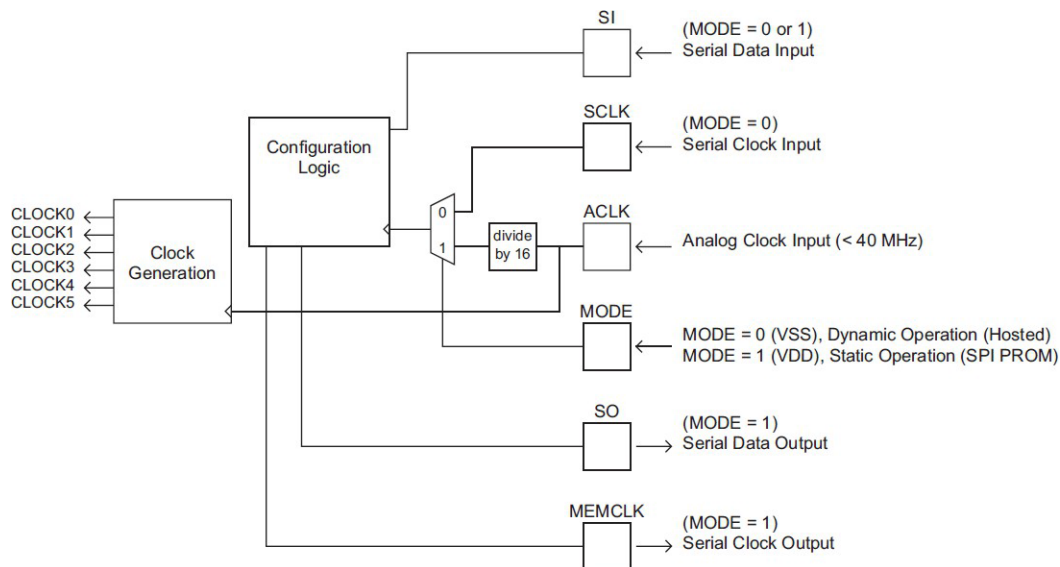 SI
(MODE = 0 or 1)
Serial Data Input
SCLK
(MODE = 0)
Serial Clock Input
Configuration
Logic
0
1
divide
by 16
ACLK
Analog Clock Input (< 40 MHz)
CLOCK0
CLOCK1
CLOCK2
CLOCK3
CLOCK4
CLOCK5
Clock
Generation
MODE
MODE = 0 (VSS), Dynamic Operation (Hosted)
MODE = 1 (VDD), Static Operation (SPI PROM)
SO
(MODE = 1)
Serial Data Output
MEMCLK
(MODE = 1)
Serial Clock Output